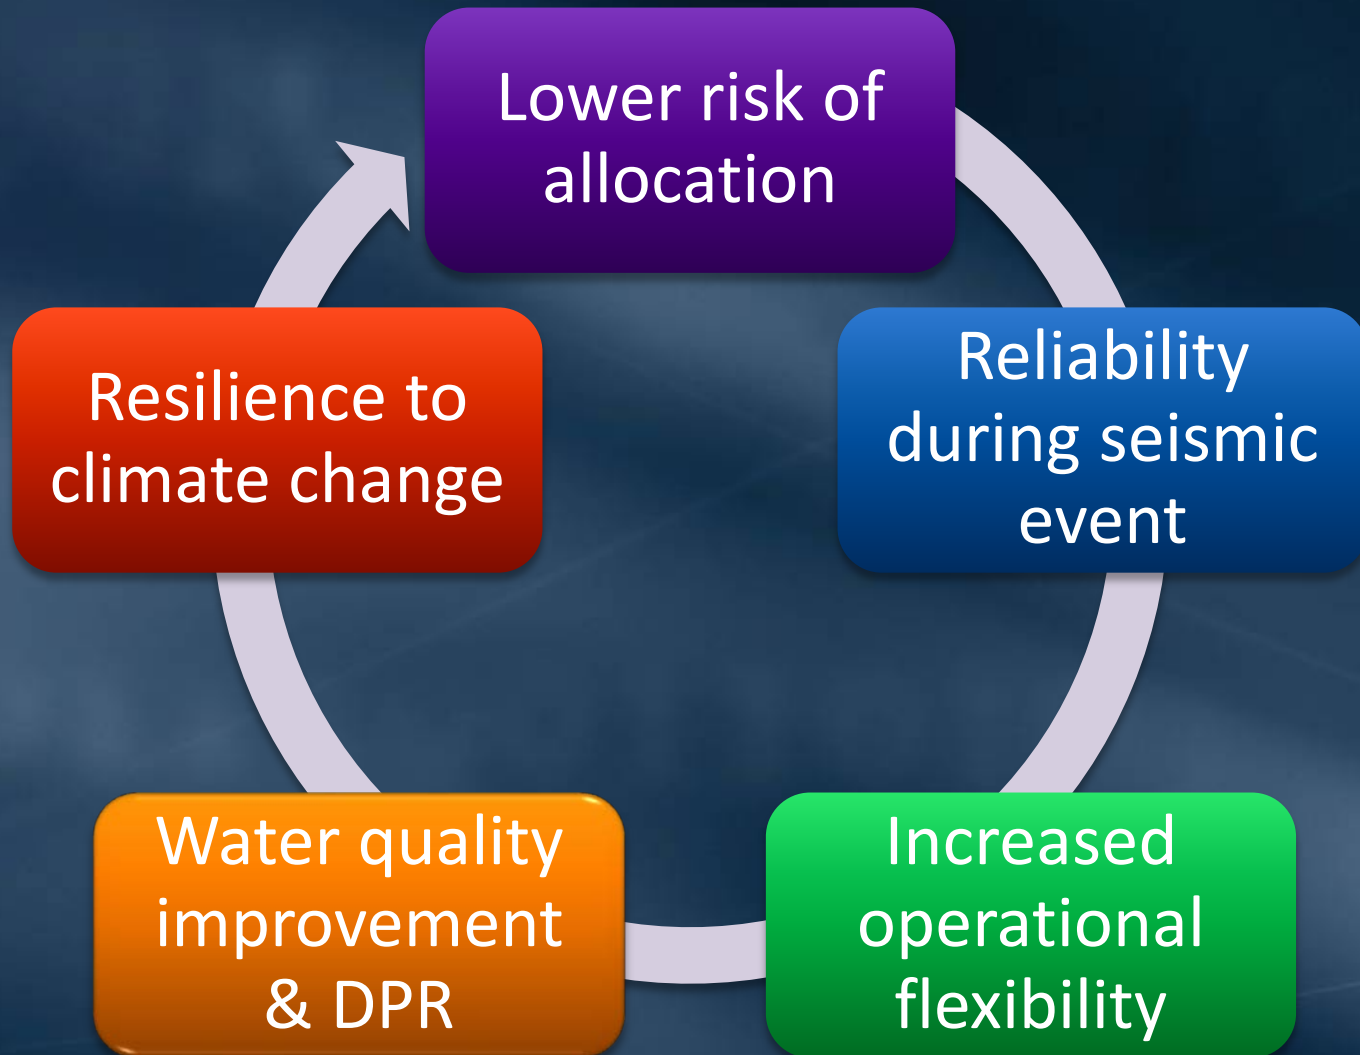 Lower risk of
allocation
Reliability
during seismic
event
Increased
operational
flexibility
Water quality
improvement
& DPR
Resilience to
climate change